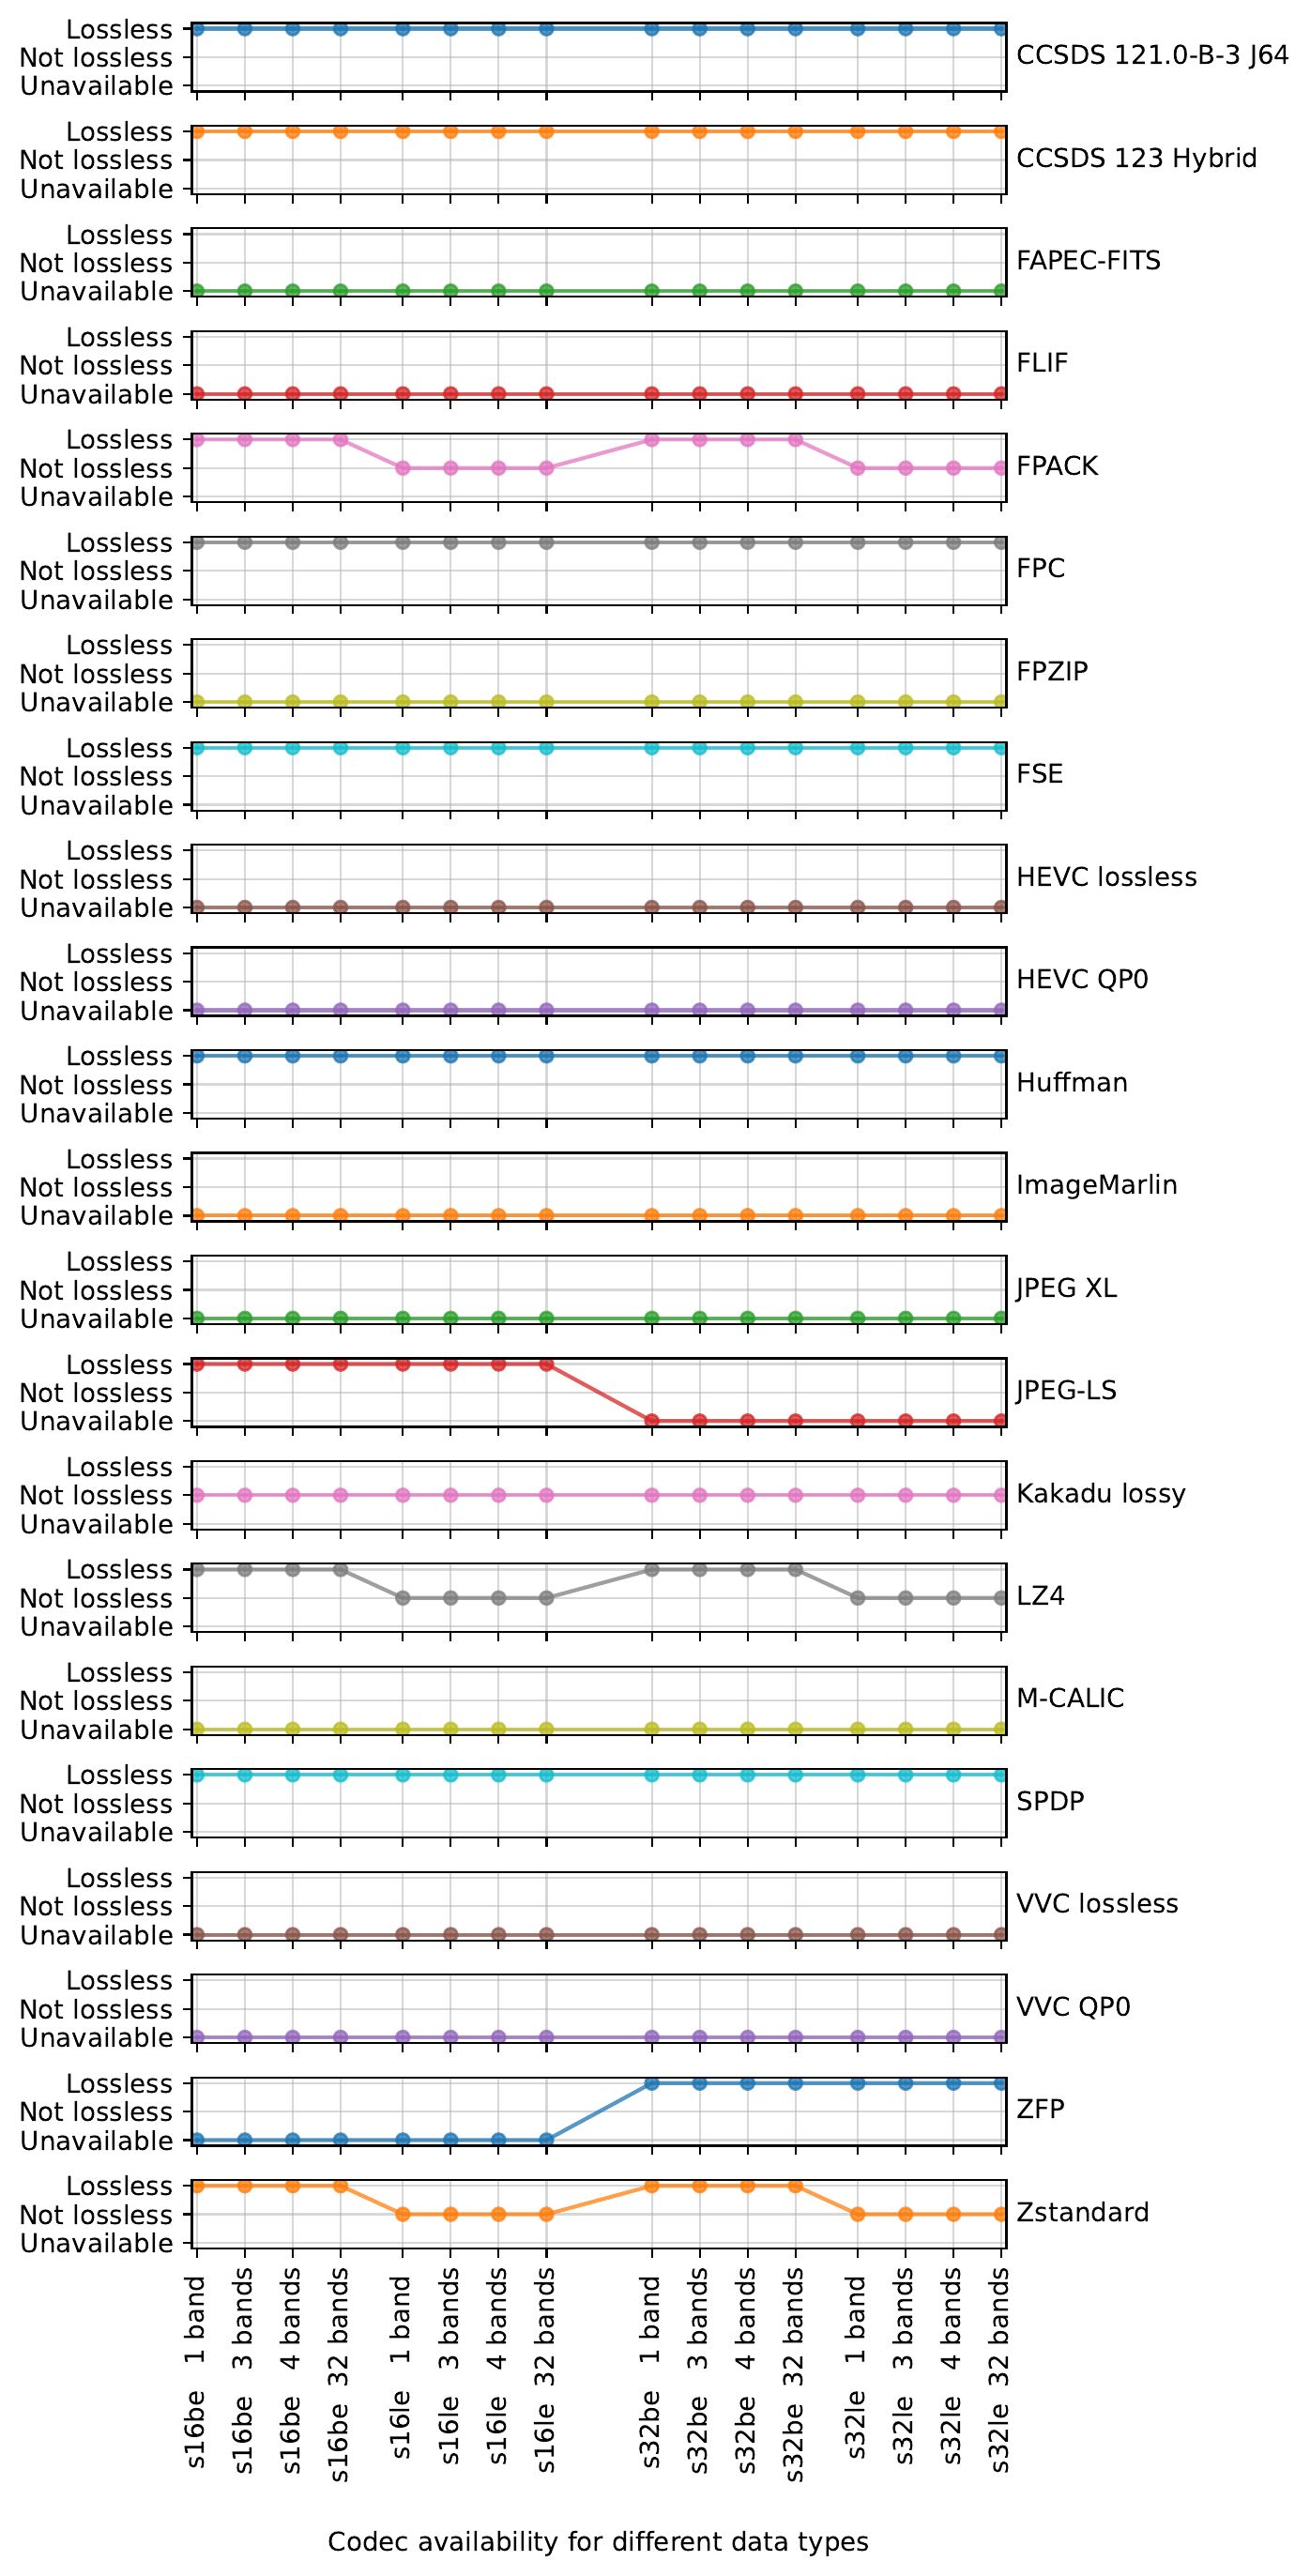 Lossless
Not lossless
Unavailable
CCSDS 121.0-B-3 J64
Lossless
Not lossless
Unavailable
CCSDS 123 Hybrid
Lossless
Not lossless
Unavailable
FAPEC-FITS
Lossless
Not lossless
Unavailable
FLIF
Lossless
Not lossless
Unavailable
FPACK
Lossless
Not lossless
Unavailable
FPC
Lossless
Not lossless
Unavailable
FPZIP
Lossless
Not lossless
Unavailable
FSE
Lossless
Not lossless
Unavailable
HEVC lossless
Lossless
Not lossless
Unavailable
HEVC QP0
Lossless
Not lossless
Unavailable
Huffman
Lossless
Not lossless
Unavailable
ImageMarlin
Lossless
Not lossless
Unavailable
JPEG XL
Lossless
Not lossless
Unavailable
JPEG-LS
Lossless
Not lossless
Unavailable
Kakadu lossy
Lossless
Not lossless
Unavailable
LZ4
Lossless
Not lossless
Unavailable
M-CALIC
Lossless
Not lossless
Unavailable
SPDP
Lossless
Not lossless
Unavailable
VVC lossless
Lossless
Not lossless
Unavailable
VVC QP0
Lossless
Not lossless
Unavailable
ZFP
Lossless
Not lossless
Unavailable
Zstandard
s16be 1 band
s16be 3 bands
s16be 4 bands
s16be 32 bands
s16le 1 band
s16le 3 bands
s16le 4 bands
s16le 32 bands
s32be 1 band
s32be 3 bands
s32be 4 bands
s32be 32 bands
s32le 1 band
s32le 3 bands
s32le 4 bands
s32le 32 bands
Codec availability for different data types